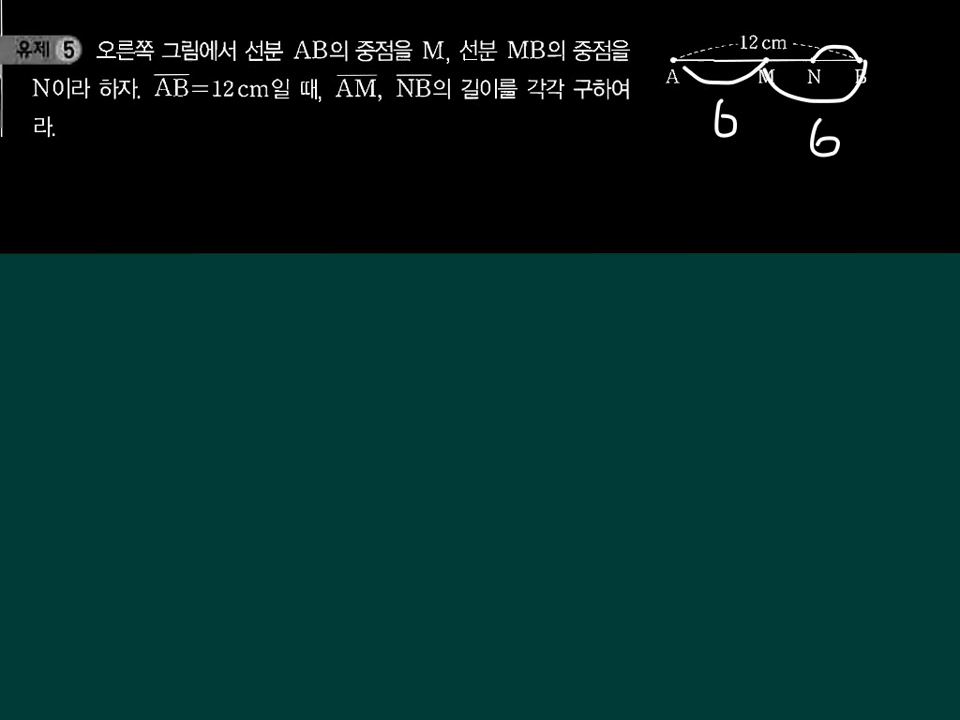 유제 5 오른쪽 그림에서 선분 AB의 중점을 M, 선분 MB의 중점을
N이라 하자. AB=12cm일 때, AM, NB의 길이를 각각 구하여
라.
12 cm
A M N B
6 6